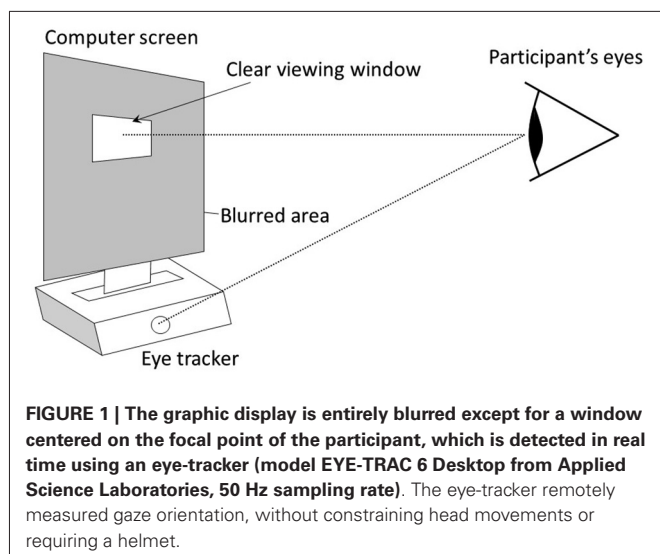 Computer screen
Clear viewing window
Participant's eyes
Blurred area
Eye tracker
FIGURE 1 | The graphic display is entirely blurred except for a window
centered on the focal point of the participant, which is detected in real
time using an eye-tracker (model EYE-TRAC 6 Desktop from Applied
Science Laboratories, 50 Hz sampling rate). The eye-tracker remotely
measured gaze orientation, without constraining head movements or
requiring a helmet.